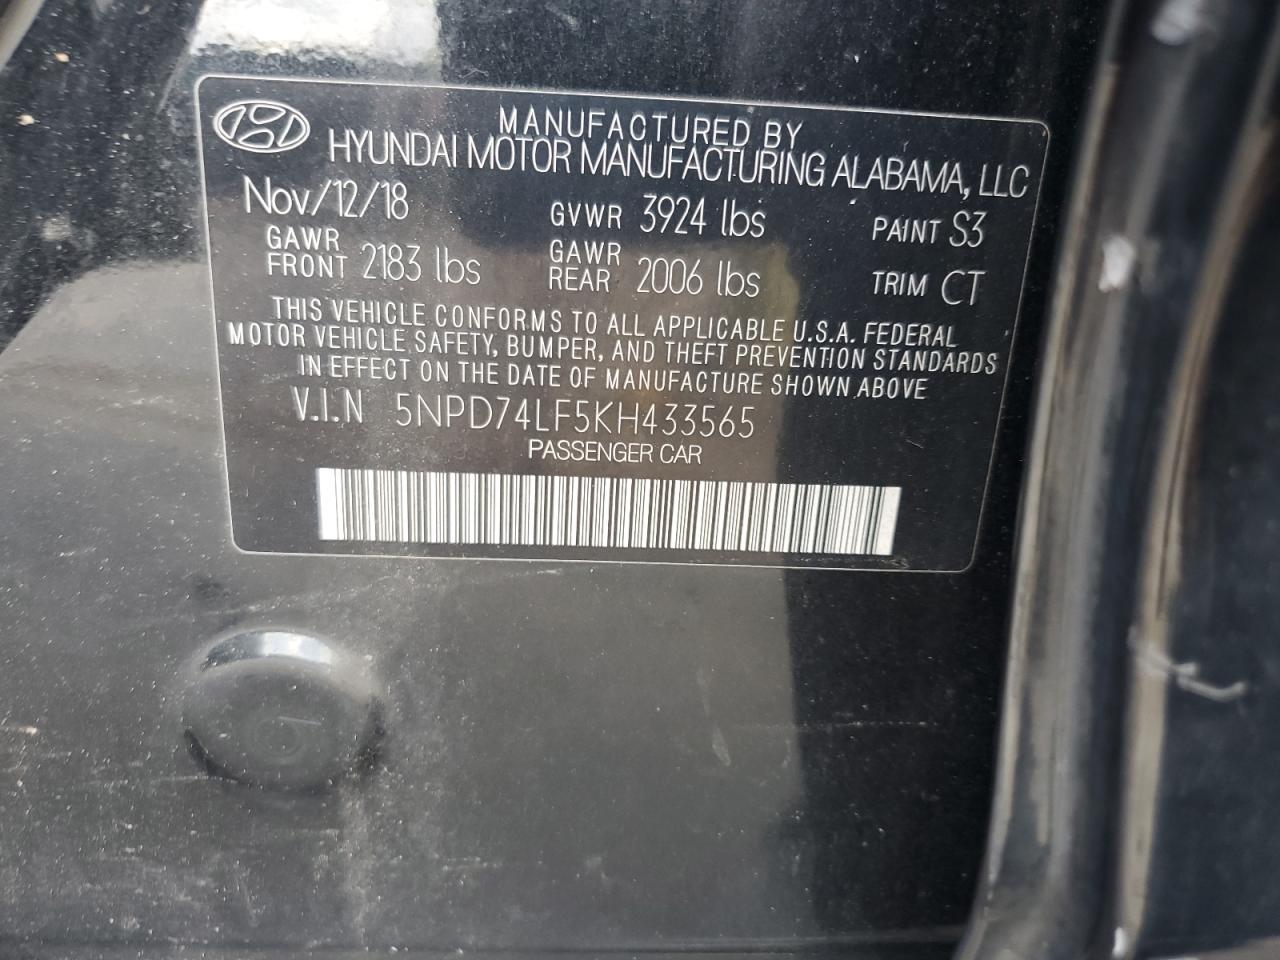 MANUFACTURED BY
HYUNDAI MOTOR MANUFACTURING ALABAMA, LLC
Nov/12/18 GVWR 3924 lbs PAINT S3
GAWR FRONT 2183 lbs GAWR REAR 2006 lbs TRIM CT
THIS VEHICLE CONFORMS TO ALL APPLICABLE U.S.A. FEDERAL
MOTOR VEHICLE SAFETY, BUMPER, AND THEFT PREVENTION STANDARDS
IN EFFECT ON THE DATE OF MANUFACTURE SHOWN ABOVE
V.I.N 5NPD74LF5KH433565
PASSENGER CAR